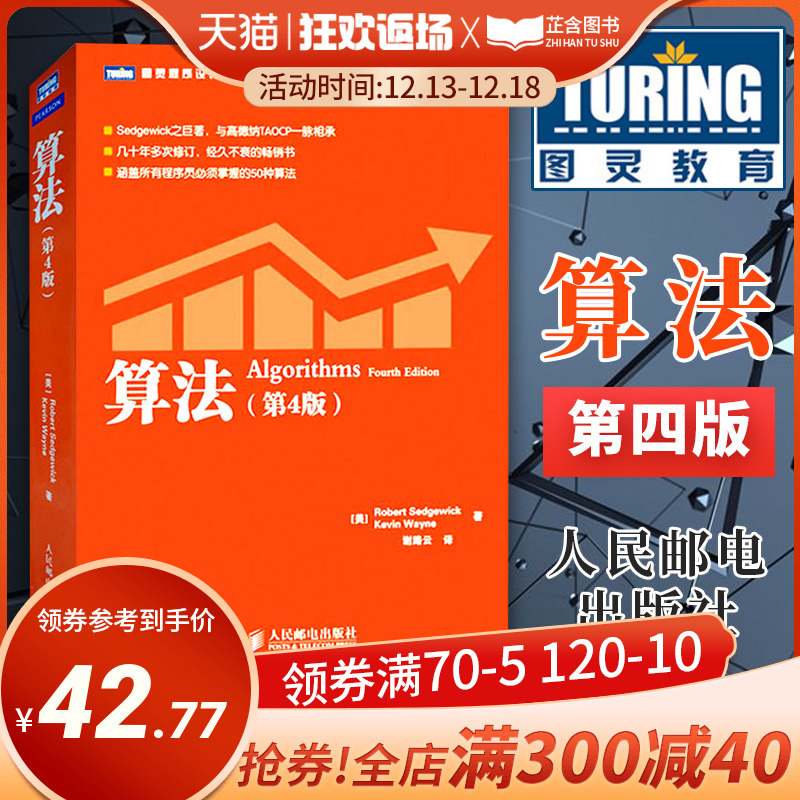 天猫 狂欢返场 X 芷含图书
ZHI HAN TU SHU
活动时间:12.13-12.18
TURING 图灵程序设
TURING
图灵教育
PEARSON
Sedgewick之巨著，与高德纳TAOCP一脉相承
几十年多次修订，经久不衰的畅销书
涵盖所有程序员必须掌握的50种算法
算法
（第4版）
[美] Robert Sedgewick
Kevin Wayne 著
人民邮
算法
Algorithms Fourth Edition
（第4版）
[美] Robert Sedgewick
Kevin Wayne 著
谢路云 译
人民邮电出版社
POSTS & TELECOM PRESS
算法
第四版
人民邮电
出版社
领券参考到手价
¥42.77
领券满70-5 120-10
抢券!全店满300减40